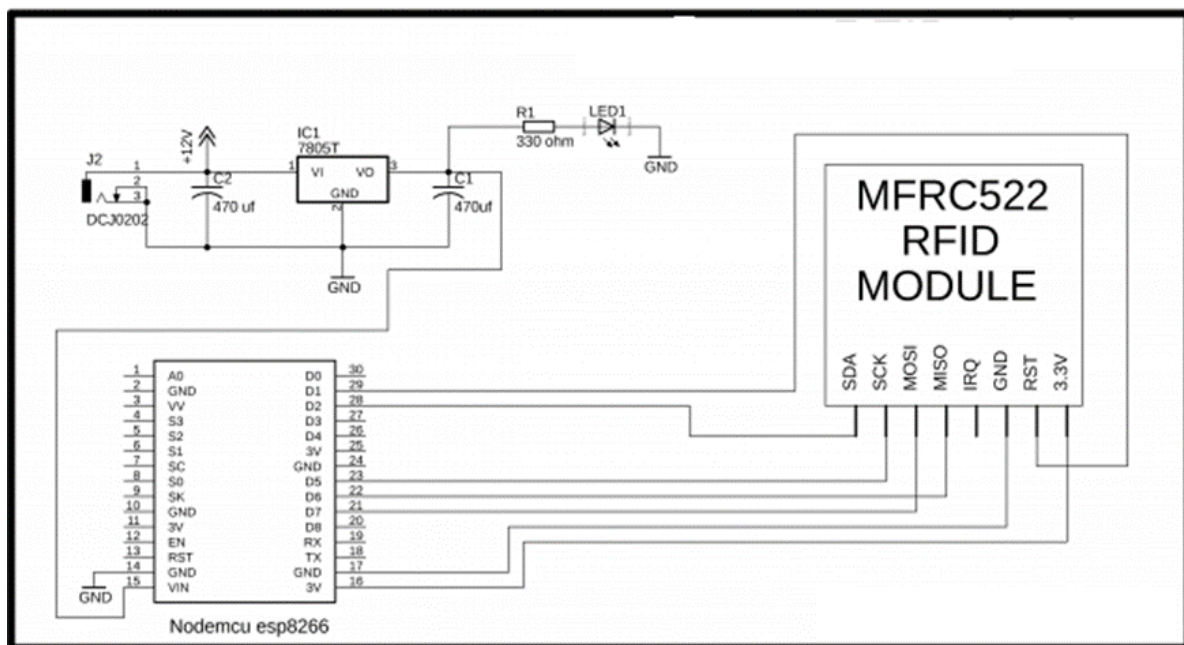 J2
1
2
3
DCJ0202
+12V
C2
470 uf
IC1
7805T
1
VI
VO
3
GND
2
C1
470uf
GND
R1
330 ohm
LED1
GND
MFRC522
RFID
MODULE
SDA
SCK
MOSI
MISO
IRQ
GND
RST
3.3V
1 A0 D0 30
2 GND D1 29
3 VV D2 28
4 S3 D3 27
5 S2 D4 26
6 S1 3V 25
7 SC GND 24
8 S0 D5 23
9 SK D6 22
10 GND D7 21
11 3V D8 20
12 EN RX 19
13 RST TX 18
14 GND GND 17
15 VIN 3V 16
GND
Nodemcu esp8266